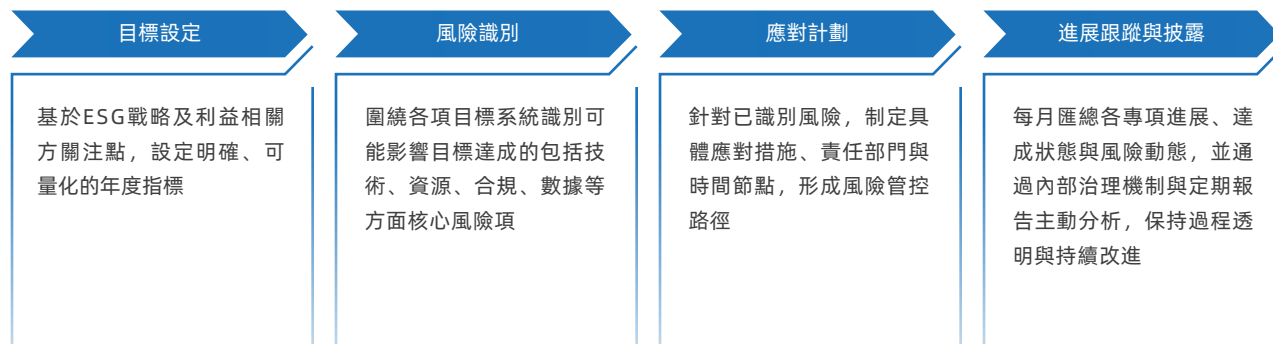 目標設定
基於ESG戰略及利益相關
方關注點，設定明確、可
量化的年度指標
風險識別
圍繞各項目標系統識別可
能影響目標達成的包括技
術、資源、合規、數據等
方面核心風險項
應對計劃
針對已識別風險，制定具
體應對措施、責任部門與
時間節點，形成風險管控
路徑
進展跟蹤與披露
每月匯總各專項進展、達
成狀態與風險動態，並通
過內部治理機制與定期報
告主動分析，保持過程透
明與持續改進